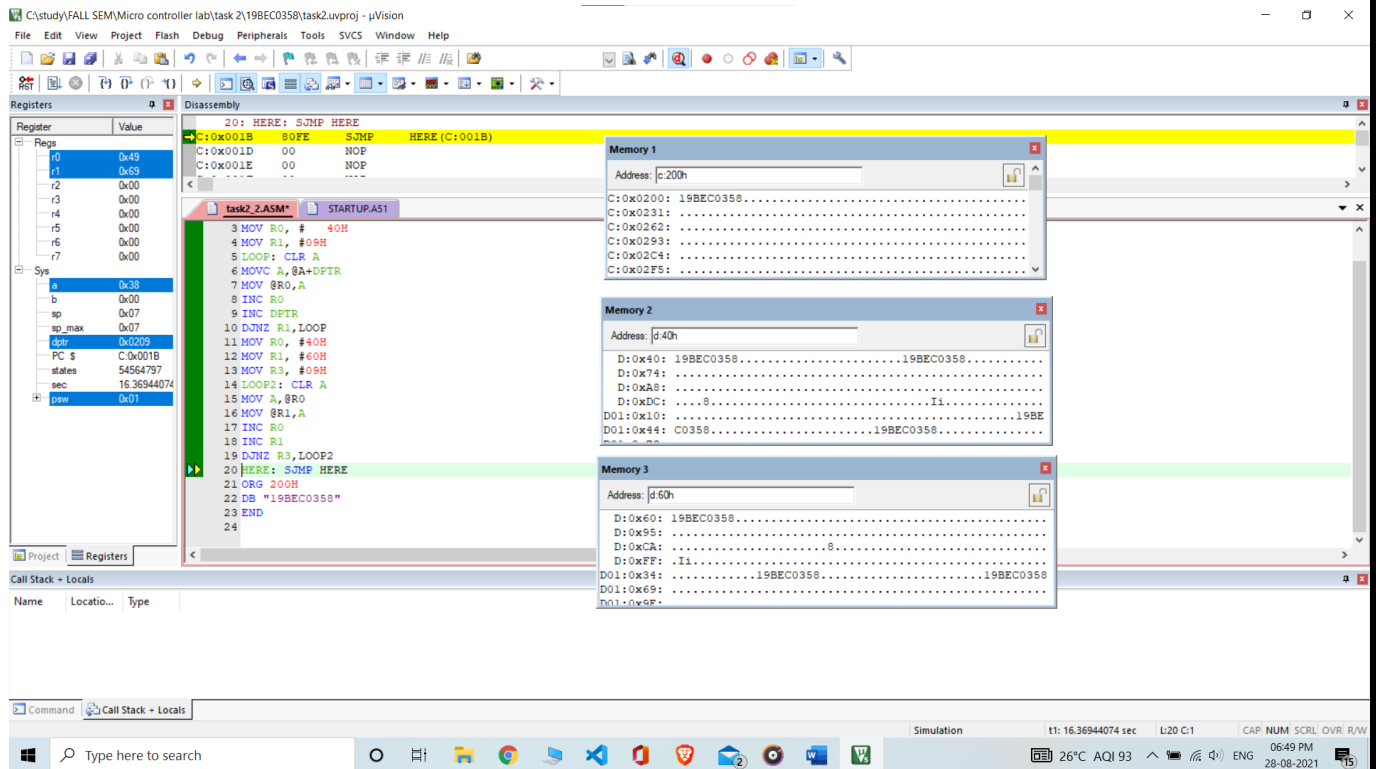 C:\study\FALL SEM\Micro controller lab\task 2\19BEC0358\task2.uvproj - µVision
File Edit View Project Flash Debug Peripherals Tools SVCS Window Help
RST
Registers
Register Value
Regs
r0 0x49
r1 0x69
r2 0x00
r3 0x00
r4 0x00
r5 0x00
r6 0x00
r7 0x00
Sys
a 0x38
b 0x00
sp 0x07
sp_max 0x07
dptr 0x0209
PC $ C:0x001B
states 54564797
sec 16.36944074
psw 0x01
Project Registers
Disassembly
20: HERE: SJMP HERE
C:0x001B 80FE SJMP HERE(C:001B)
C:0x001D 00 NOP
C:0x001E 00 NOP
task2_2.ASM* STARTUP.A51
3 MOV R0, # 40H
4 MOV R1, #09H
5 LOOP: CLR A
6 MOVC A,@A+DPTR
7 MOV @R0,A
8 INC R0
9 INC DPTR
10 DJNZ R1,LOOP
11 MOV R0, #40H
12 MOV R1, #60H
13 MOV R3, #09H
14 LOOP2: CLR A
15 MOV A,@R0
16 MOV @R1,A
17 INC R0
18 INC R1
19 DJNZ R3,LOOP2
20 HERE: SJMP HERE
21 ORG 200H
22 DB "19BEC0358"
23 END
24
Memory 1
Address: c:200h
C:0x0200: 19BEC0358............................................
C:0x0231: .....................................................
C:0x0262: .....................................................
C:0x0293: .....................................................
C:0x02C4: .....................................................
C:0x02F5: .....................................................
Memory 2
Address: d:40h
D:0x40: 19BEC0358.......................19BEC0358...........
D:0x74: ....................................................
D:0xA8: ....................................................
D:0xDC: ....8...............................Ii..............
D01:0x10: ................................................19BE
D01:0x44: C0358.......................19BEC0358...............
Memory 3
Address: d:60h
D:0x60: 19BEC0358............................................
D:0x95: .....................................................
D:0xCA: ......................8..............................
D:0xFF: .Ii..................................................
D01:0x34: ............19BEC0358.......................19BEC0358
D01:0x69: .....................................................
D01:0x9E:
Call Stack + Locals
Name Locatio... Type
Command Call Stack + Locals
Simulation t1: 16.36944074 sec L:20 C:1 CAP NUM SCRL OVR R/W
Type here to search
2
26°C AQI 93 ENG
06:49 PM
28-08-2021
15